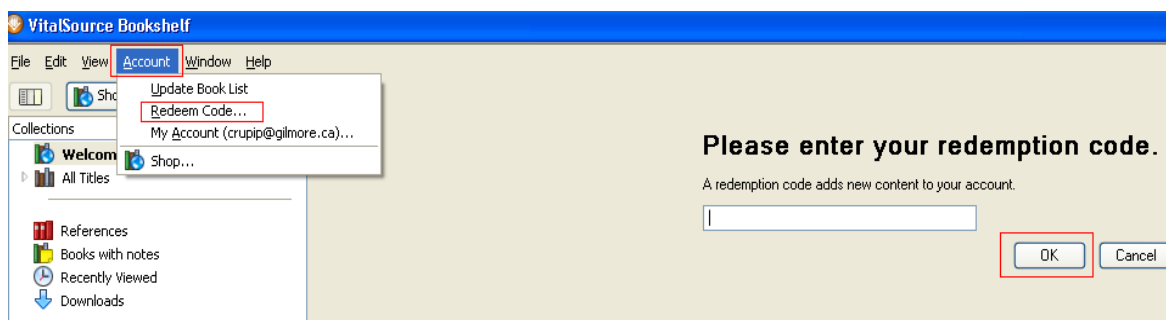 VitalSource Bookshelf
File Edit View Account Window Help
Sho
Update Book List
Redeem Code...
My Account (crupip@gilmore.ca)...
Shop...
Collections
Welcom
All Titles
References
Books with notes
Recently Viewed
Downloads
Please enter your redemption code.
A redemption code adds new content to your account.
OK Cancel